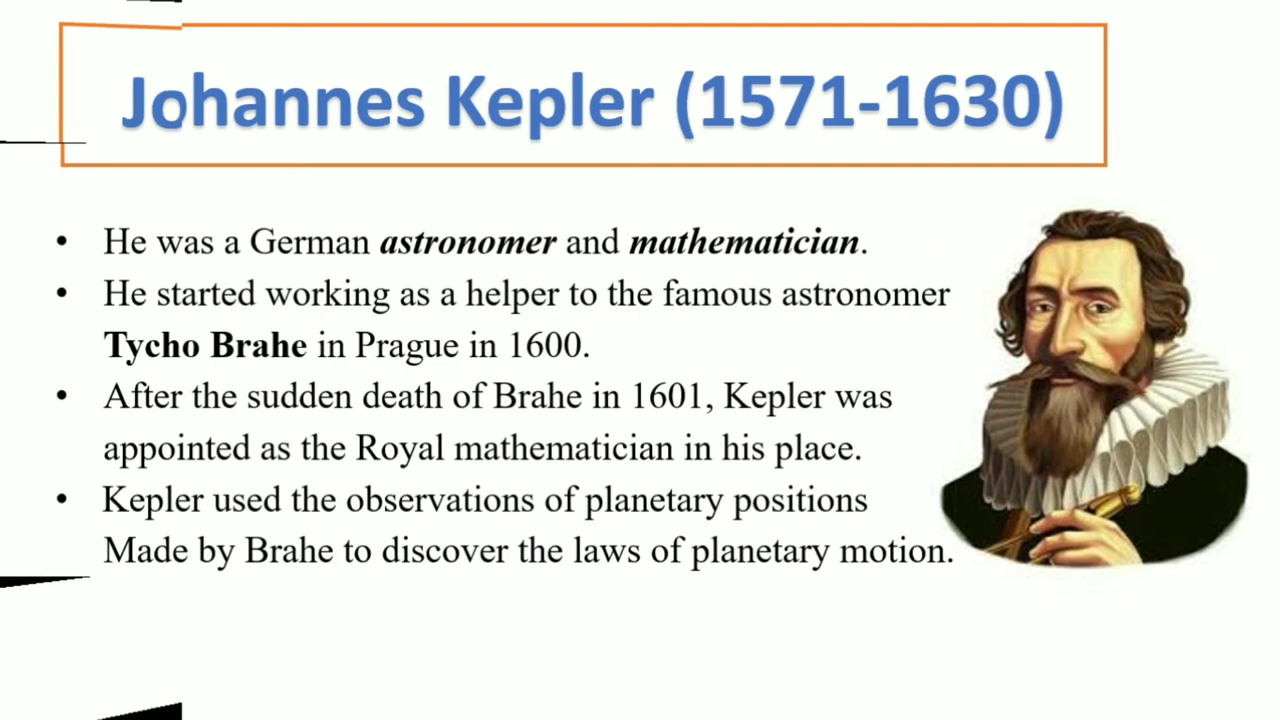 Johannes Kepler (1571-1630)
• He was a German astronomer and mathematician.
• He started working as a helper to the famous astronomer
Tycho Brahe in Prague in 1600.
• After the sudden death of Brahe in 1601, Kepler was
appointed as the Royal mathematician in his place.
• Kepler used the observations of planetary positions
Made by Brahe to discover the laws of planetary motion.